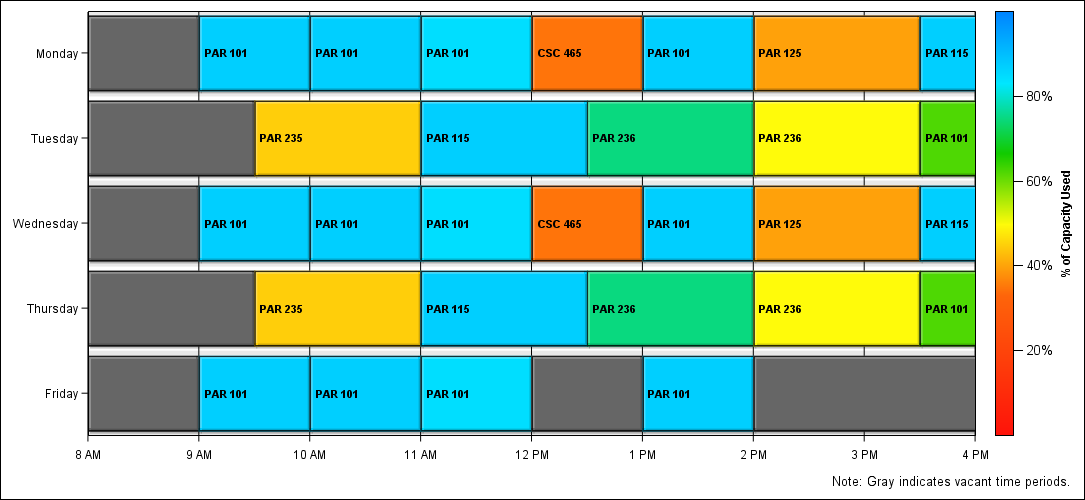 Monday PAR 101 PAR 101 PAR 101 CSC 465 PAR 101 PAR 125 PAR 115
80%
Tuesday PAR 235 PAR 115 PAR 236 PAR 236 PAR 101
60%
% of Capacity Used
Wednesday PAR 101 PAR 101 PAR 101 CSC 465 PAR 101 PAR 125 PAR 115
40%
Thursday PAR 235 PAR 115 PAR 236 PAR 236 PAR 101
20%
Friday PAR 101 PAR 101 PAR 101 PAR 101
8 AM 9 AM 10 AM 11 AM 12 PM 1 PM 2 PM 3 PM 4 PM
Note: Gray indicates vacant time periods.